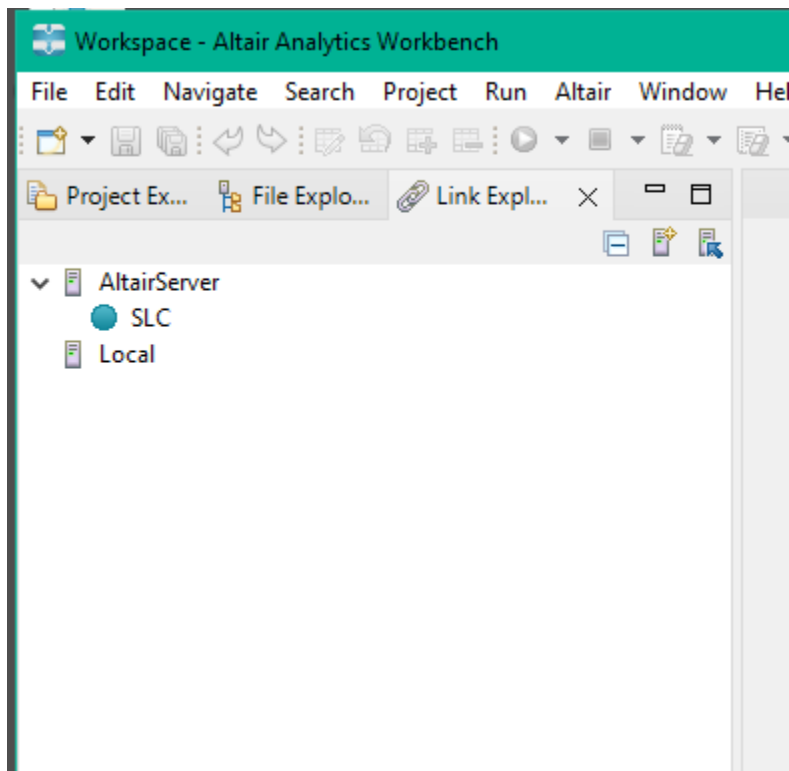 Workspace - Altair Analytics Workbench
File Edit Navigate Search Project Run Altair Window Hel
Project Ex... File Explo... Link Expl...
AltairServer
SLC
Local